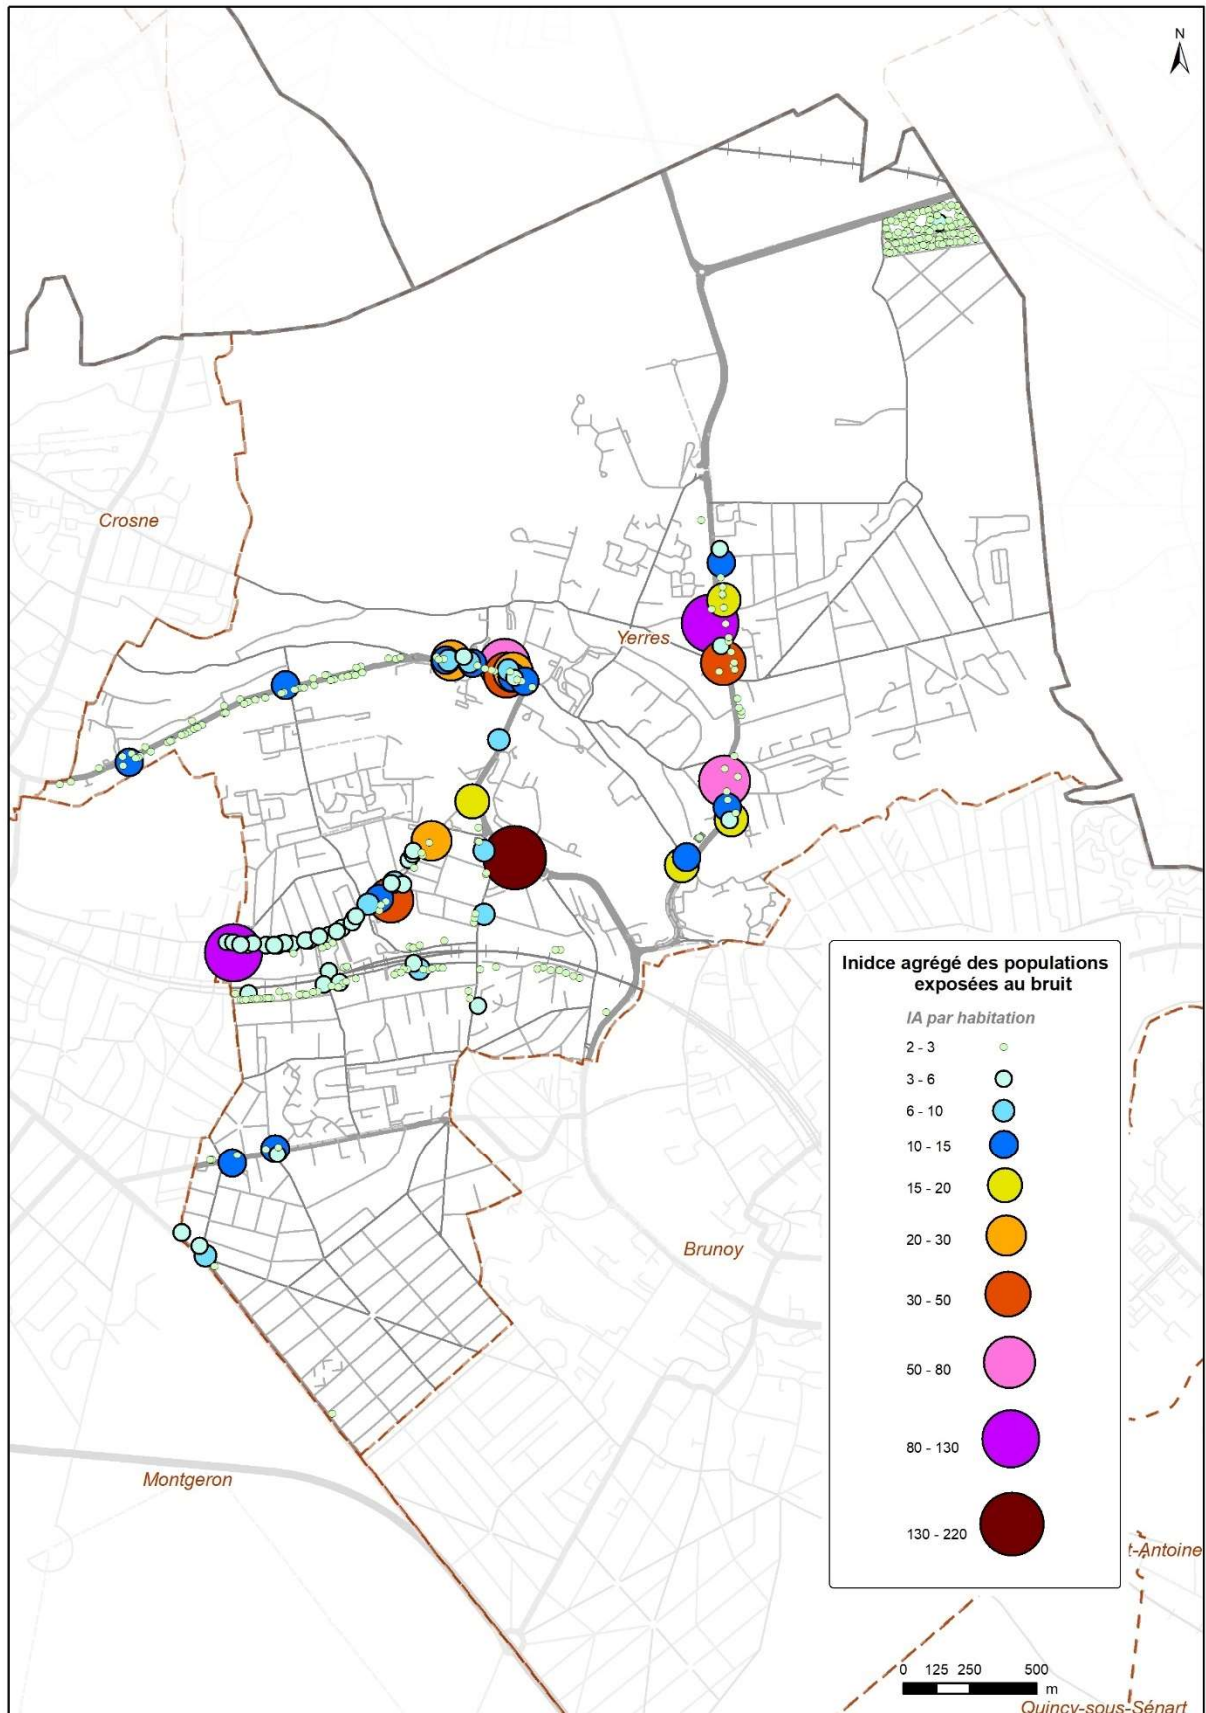 N
Crosne
Yerres
Inidce agrégé des populations
exposées au bruit
IA par habitation
2 - 3
3 - 6
6 - 10
10 - 15
15 - 20
20 - 30
30 - 50
50 - 80
80 - 130
130 - 220
Brunoy
Montgeron
t-Antoine
0 125 250 500
m
Quincy-sous-Sénart